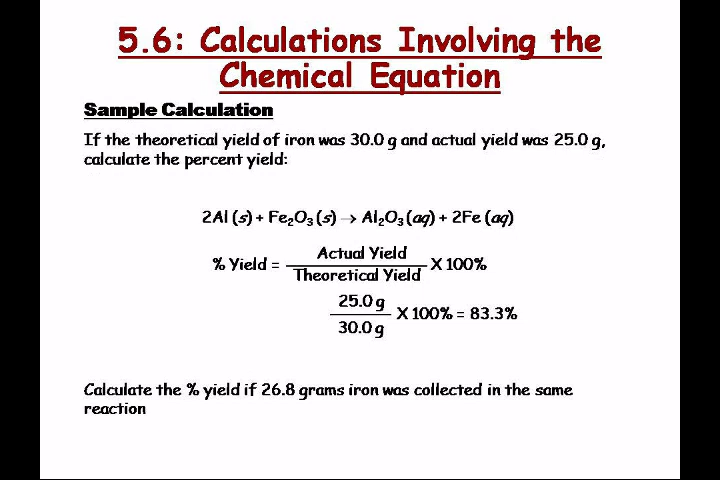 5.6: Calculations Involving the
Chemical Equation
Sample Calculation
If the theoretical yield of iron was 30.0 g and actual yield was 25.0 g,
calculate the percent yield:
2Al (s) + Fe₂O₃ (s) → Al₂O₃ (aq) + 2Fe (aq)
% Yield = Actual Yield / Theoretical Yield X 100%
25.0 g / 30.0 g X 100% = 83.3%
Calculate the % yield if 26.8 grams iron was collected in the same
reaction